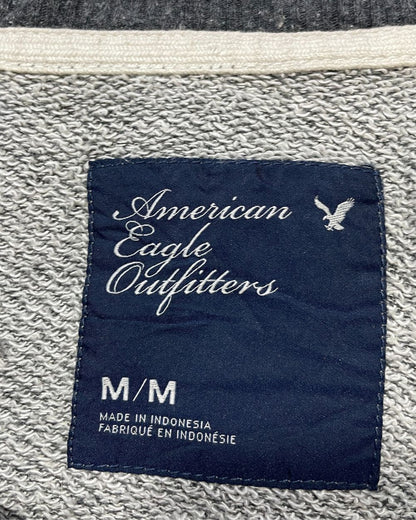 American
Eagle
Outfitters
M/M
MADE IN INDONESIA
FABRIQUÉ EN INDONÉSIE